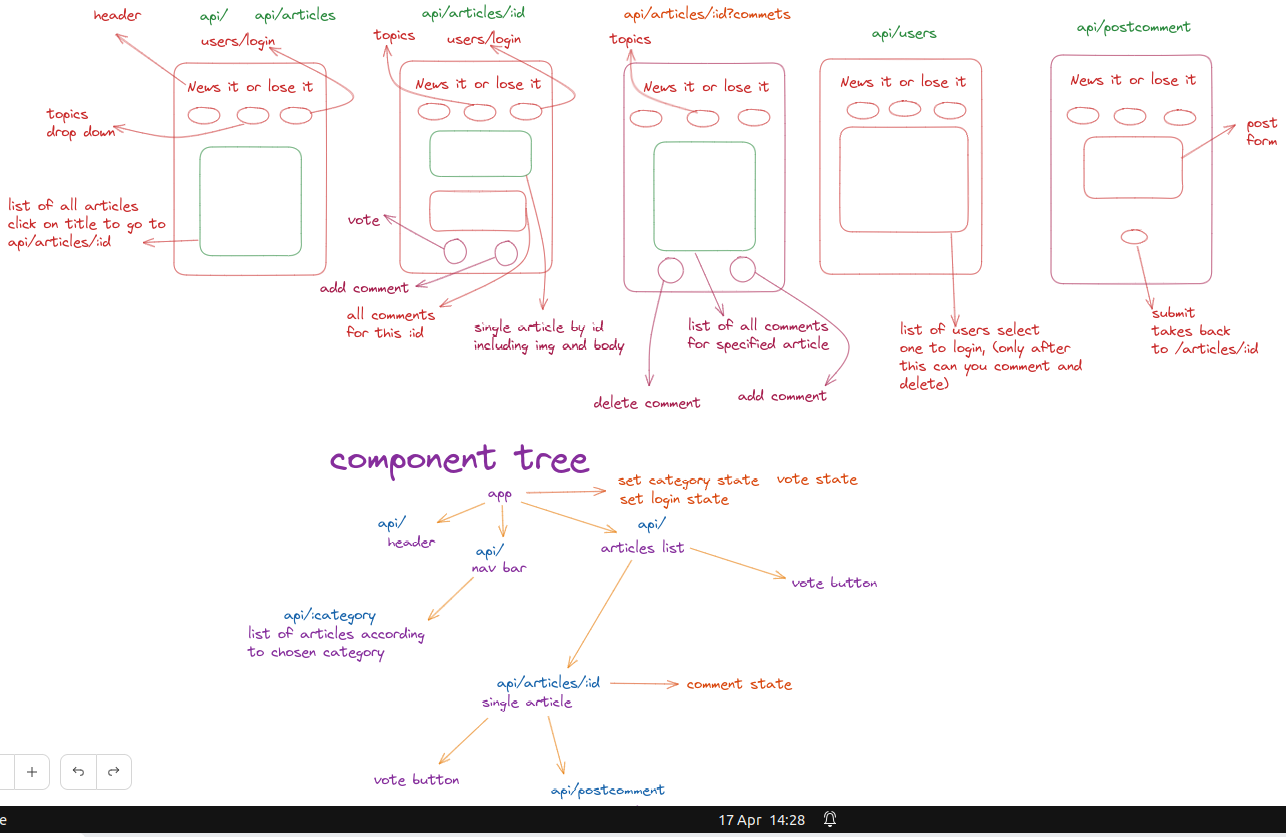 header
api/
api/articles
users/login
News it or lose it
topics
drop down
list of all articles
click on title to go to
api/articles/:id
api/articles/:id
topics
users/login
News it or lose it
vote
add comment
all comments
for this :id
single article by id
including img and body
api/articles/:id?commets
topics
News it or lose it
list of all comments
for specified article
delete comment
add comment
api/users
News it or lose it
list of users select
one to login, (only after
this can you comment and
delete)
api/postcomment
News it or lose it
post
form
submit
takes back
to /articles/:id
component tree
app
set category state
vote state
set login state
api/
header
api/
nav bar
api/
articles list
vote button
api/:category
list of articles according
to chosen category
api/articles/:id
single article
comment state
vote button
api/postcomment
e
17 Apr 14:28